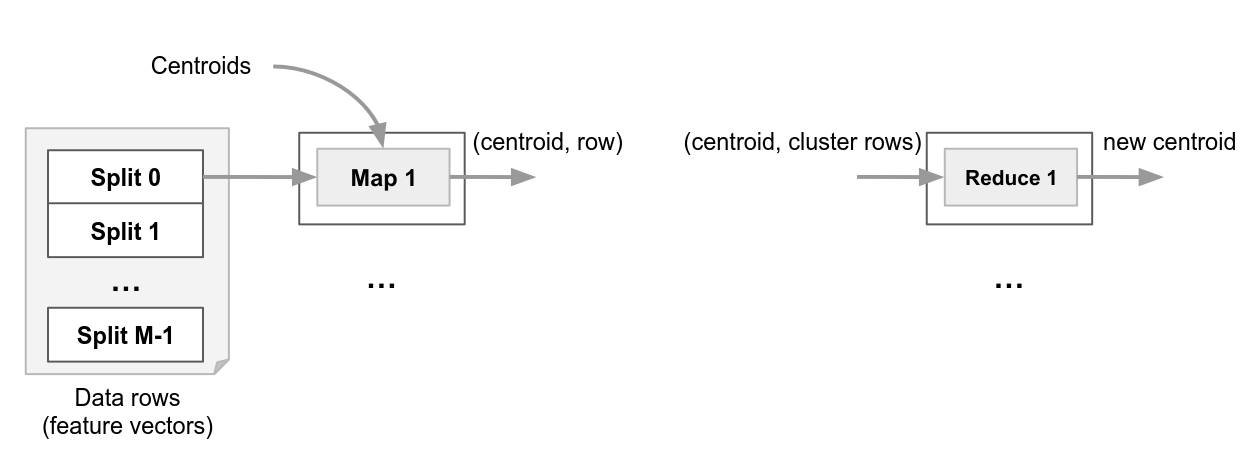 Centroids
(centroid, row)
(centroid, cluster rows)
new centroid
Split 0
Map 1
Reduce 1
Split 1
...
...
...
Split M-1
Data rows
(feature vectors)